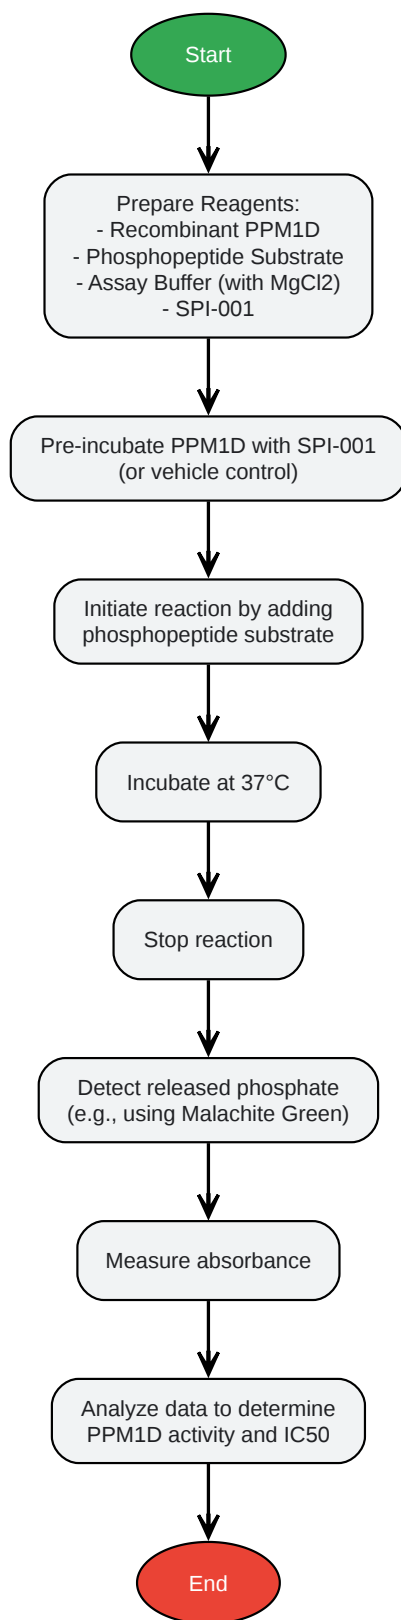 Start
Prepare Reagents:
- Recombinant PPM1D
- Phosphopeptide Substrate
- Assay Buffer (with MgCl2)
- SPI-001
Pre-incubate PPM1D with SPI-001
(or vehicle control)
Initiate reaction by adding
phosphopeptide substrate
Incubate at 37°C
Stop reaction
Detect released phosphate
(e.g., using Malachite Green)
Measure absorbance
Analyze data to determine
PPM1D activity and IC50
End